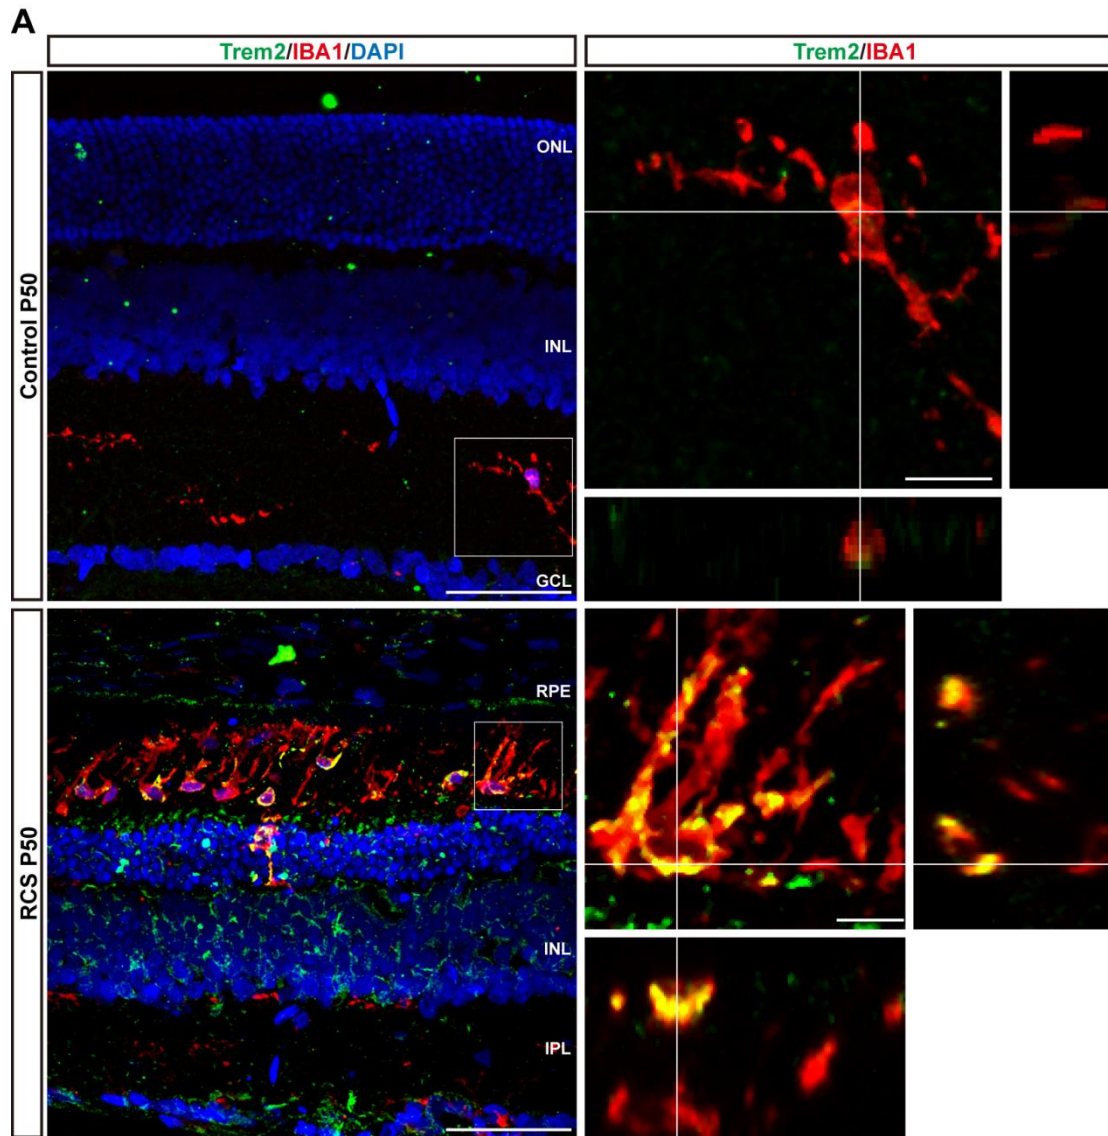 A
Trem2/IBA1/DAPI
Trem2/IBA1
Control P50
ONL
INL
GCL
RCS P50
RPE
INL
IPL